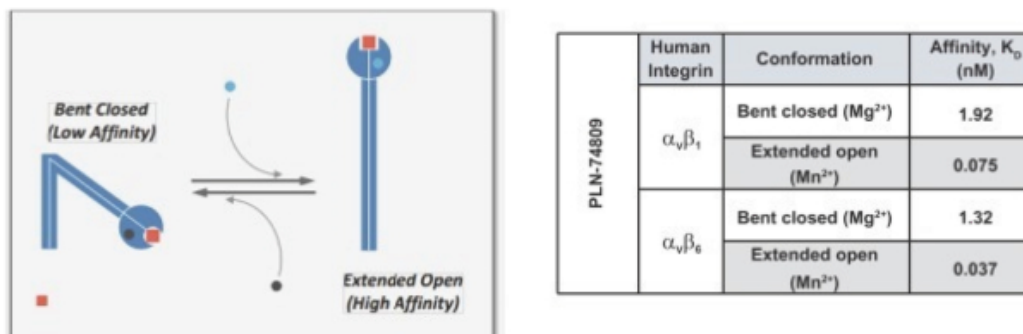 Bent Closed
(Low Affinity)
Extended Open
(High Affinity)
PLN-74809
Human
Integrin
Conformation
Affinity, K_D
(nM)
αvβ1
Bent closed (Mg²⁺)
1.92
Extended open
(Mn²⁺)
0.075
αvβ6
Bent closed (Mg²⁺)
1.32
Extended open
(Mn²⁺)
0.037